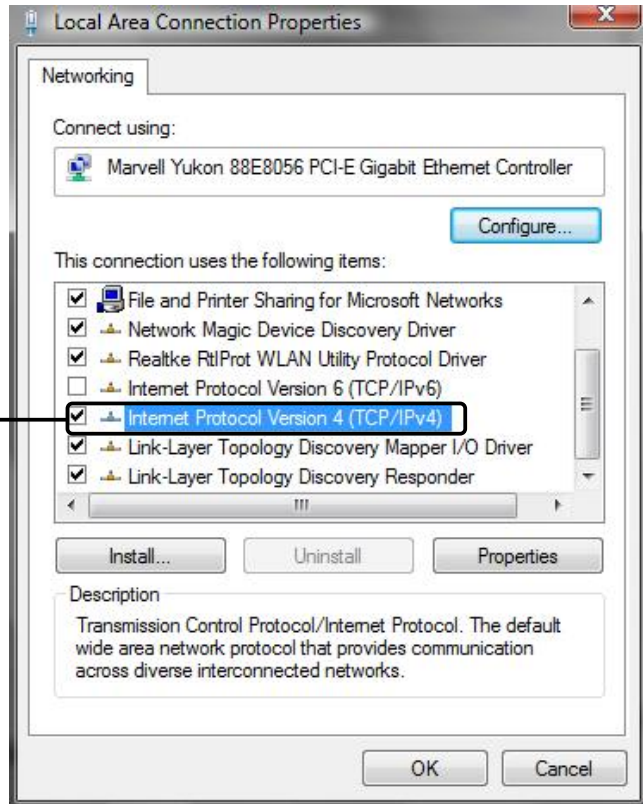 Local Area Connection Properties
Networking
Connect using:
Marvell Yukon 88E8056 PCI-E Gigabit Ethernet Controller
Configure...
This connection uses the following items:
File and Printer Sharing for Microsoft Networks
Network Magic Device Discovery Driver
Realtke RtlProt WLAN Utility Protocol Driver
Internet Protocol Version 6 (TCP/IPv6)
Internet Protocol Version 4 (TCP/IPv4)
Link-Layer Topology Discovery Mapper I/O Driver
Link-Layer Topology Discovery Responder
Install... Uninstall Properties
Description
Transmission Control Protocol/Internet Protocol. The default
wide area network protocol that provides communication
across diverse interconnected networks.
OK Cancel